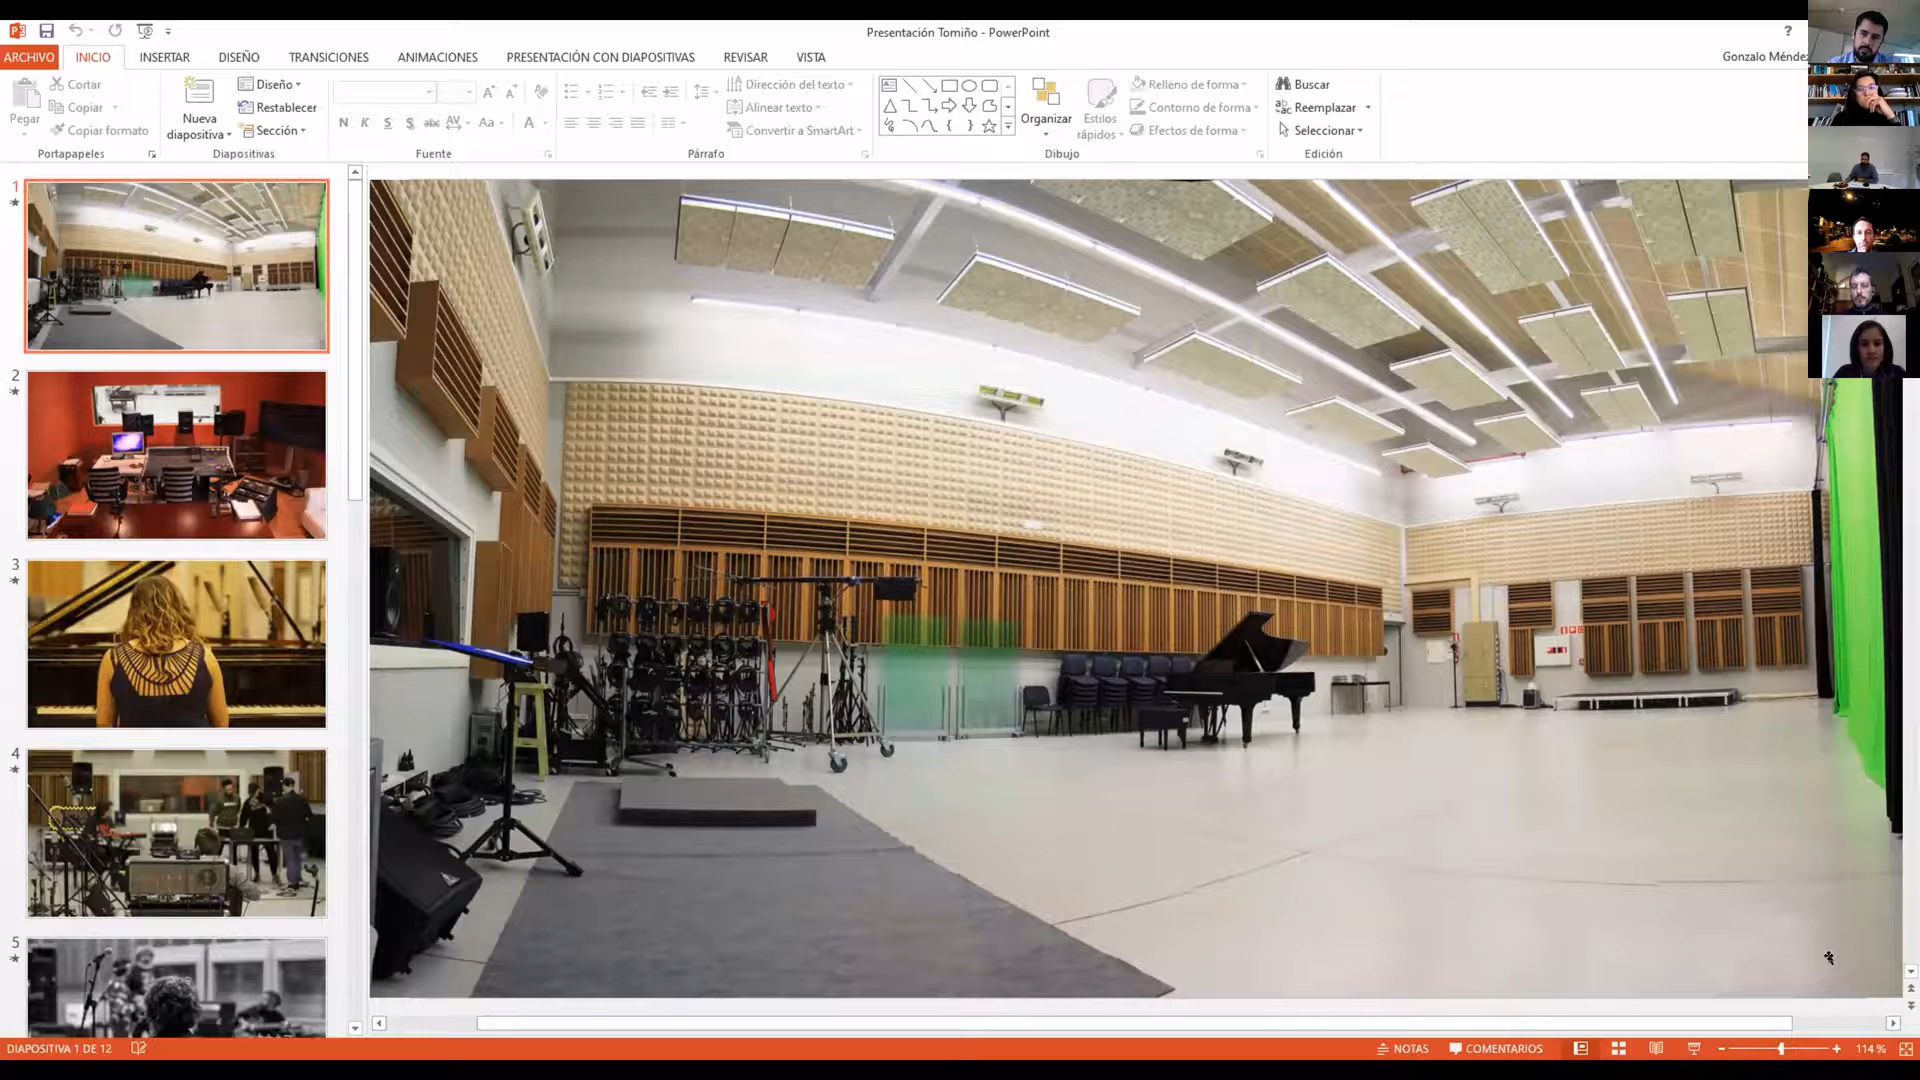 Presentación Tomiño - PowerPoint
?
ARCHIVO INICIO INSERTAR DISEÑO TRANSICIONES ANIMACIONES PRESENTACIÓN CON DIAPOSITIVAS REVISAR VISTA
Gonzalo Méndez
Pegar
Cortar
Copiar
Copiar formato
Portapapeles
Nueva
diapositiva
Diseño
Restablecer
Sección
Diapositivas
N K S S abc AV Aa A
Fuente
Dirección del texto
Alinear texto
Convertir a SmartArt
Párrafo
Organizar
Estilos
rápidos
Relleno de forma
Contorno de forma
Efectos de forma
Dibujo
Buscar
Reemplazar
Seleccionar
Edición
1
2
3
4
5
DIAPOSITIVA 1 DE 12
NOTAS COMENTARIOS 114 %